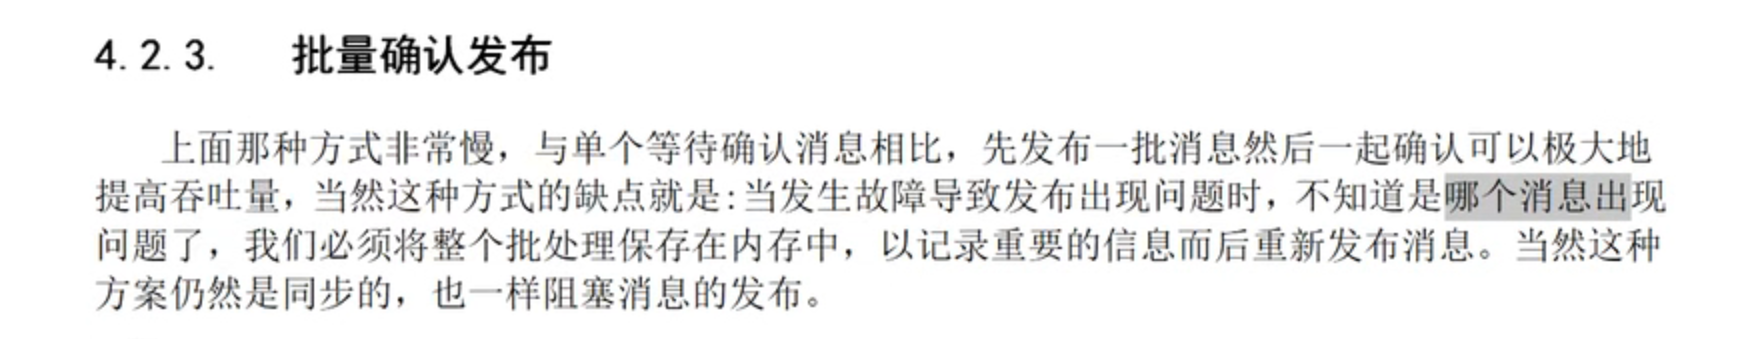 4.2.3. 批量确认发布
上面那种方式非常慢，与单个等待确认消息相比，先发布一批消息然后一起确认可以极大地
提高吞吐量，当然这种方式的缺点就是:当发生故障导致发布出现问题时，不知道是哪个消息出现
问题了，我们必须将整个批处理保存在内存中，以记录重要的信息而后重新发布消息。当然这种
方案仍然是同步的，也一样阻塞消息的发布。